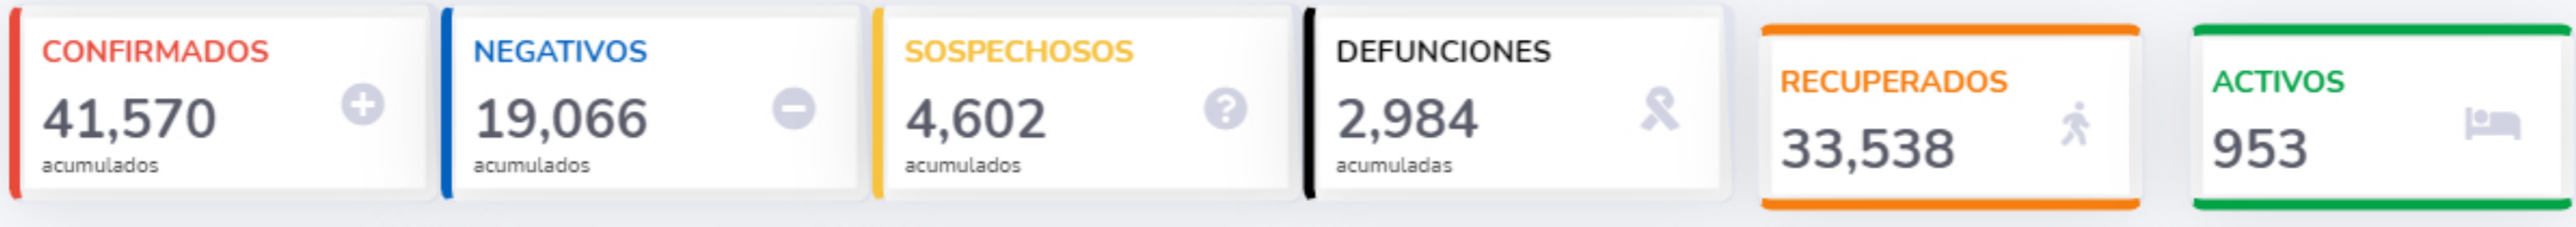 CONFIRMADOS
41,570
acumulados
NEGATIVOS
19,066
acumulados
SOSPECHOSOS
4,602
acumulados
DEFUNCIONES
2,984
acumuladas
RECUPERADOS
33,538
ACTIVOS
953